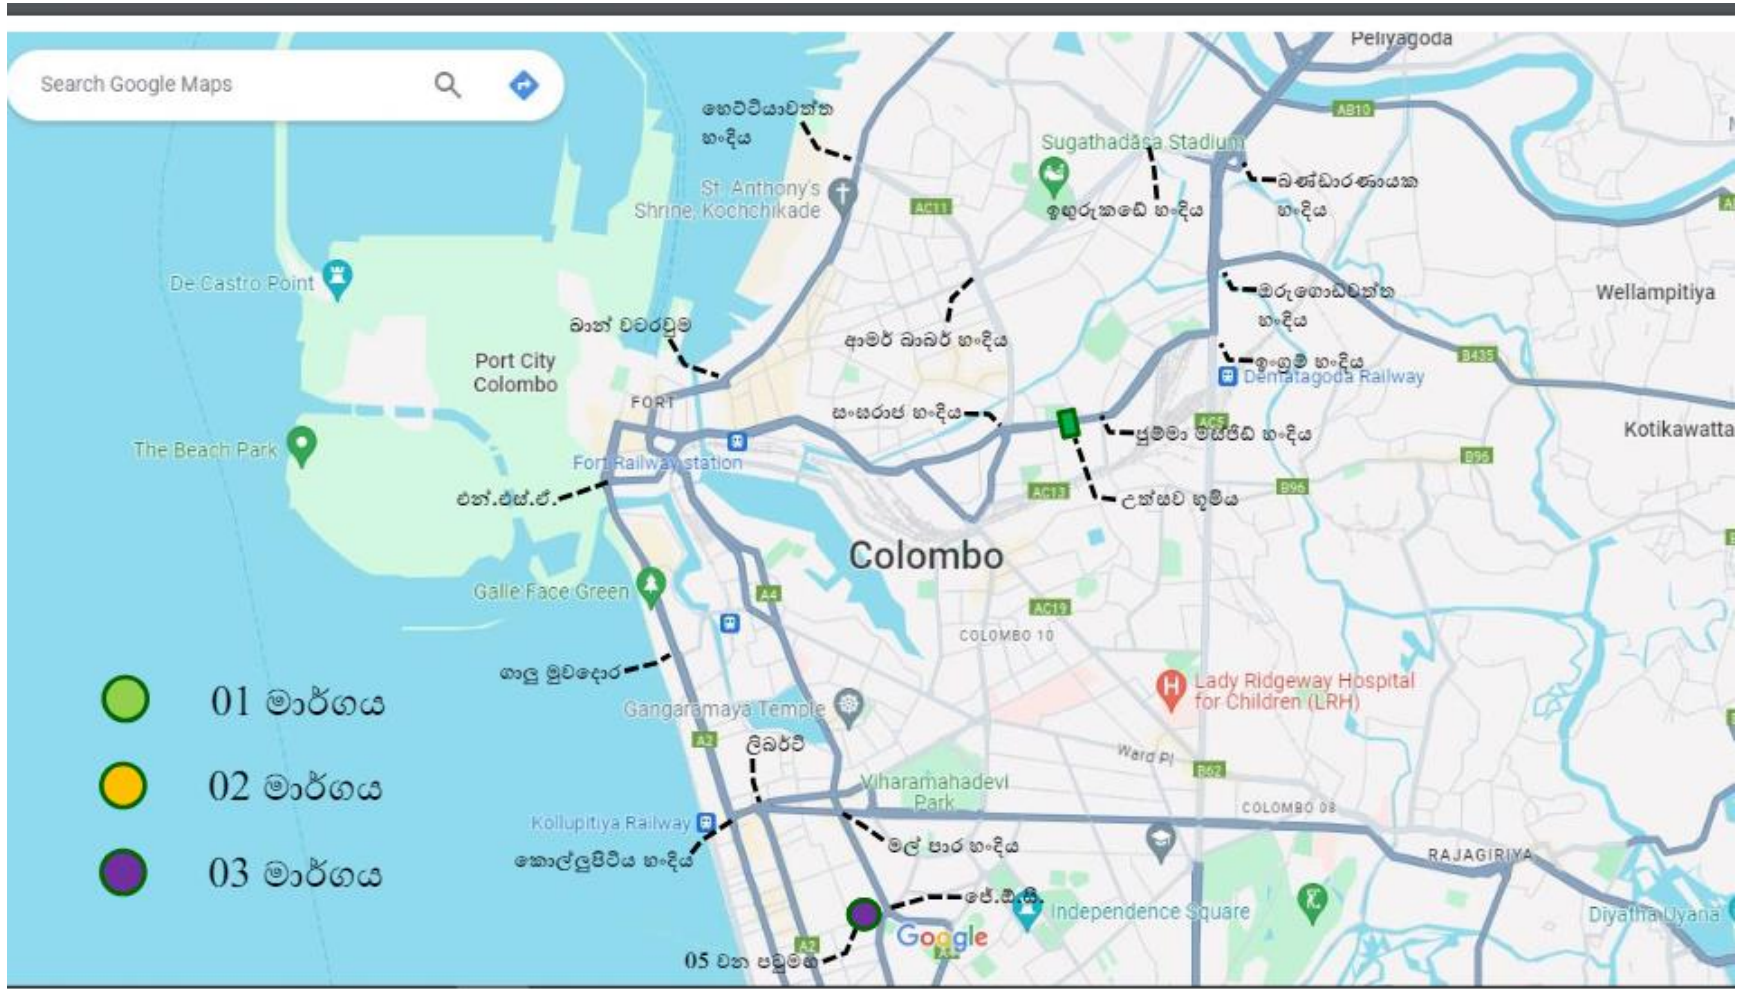 Peliyagoda
Search Google Maps
හෙට්ටියාවත්ත
හංදිය
AB10
Sugathadasa Stadium
බණ්ඩාරණායක
හංදිය
ඉඟුරුකඩේ හංදිය
St. Anthony's
Shrine, Kochchikade
AC11
De Castro Point
ඔරුගොඩවත්ත
හංදිය
Wellampitiya
ඛාන් වටරවුම
ආමර් බාබර් හංදිය
Port City
Colombo
ඉංගුම් හංදිය
B435
Dematagoda Railway
FORT
සංඝරාජ හංදිය
AC5
ජුම්මා මස්ජිඩ් හංදිය
Kotikawatta
The Beach Park
Fort Railway station
B96
එන්.එස්.ඒ.
AC13
B96
උත්සව භූමිය
Colombo
Galle Face Green
A4
AC19
COLOMBO 10
ගාලු මුවදොර
Lady Ridgeway Hospital
for Children (LRH)
01 මාර්ගය
Gangaramaya Temple
A2
ලිබර්ටි
Ward Pl
B62
02 මාර්ගය
Viharamahadevi
Park
COLOMBO 08
Kollupitiya Railway
කොල්ලුපිටිය හංදිය
මල් පාර හංදිය
RAJAGIRIYA
03 මාර්ගය
ජේ.ඕ.සී.
Independence Square
Diyatha Uyana
Google
A2
05 වන පටුමග